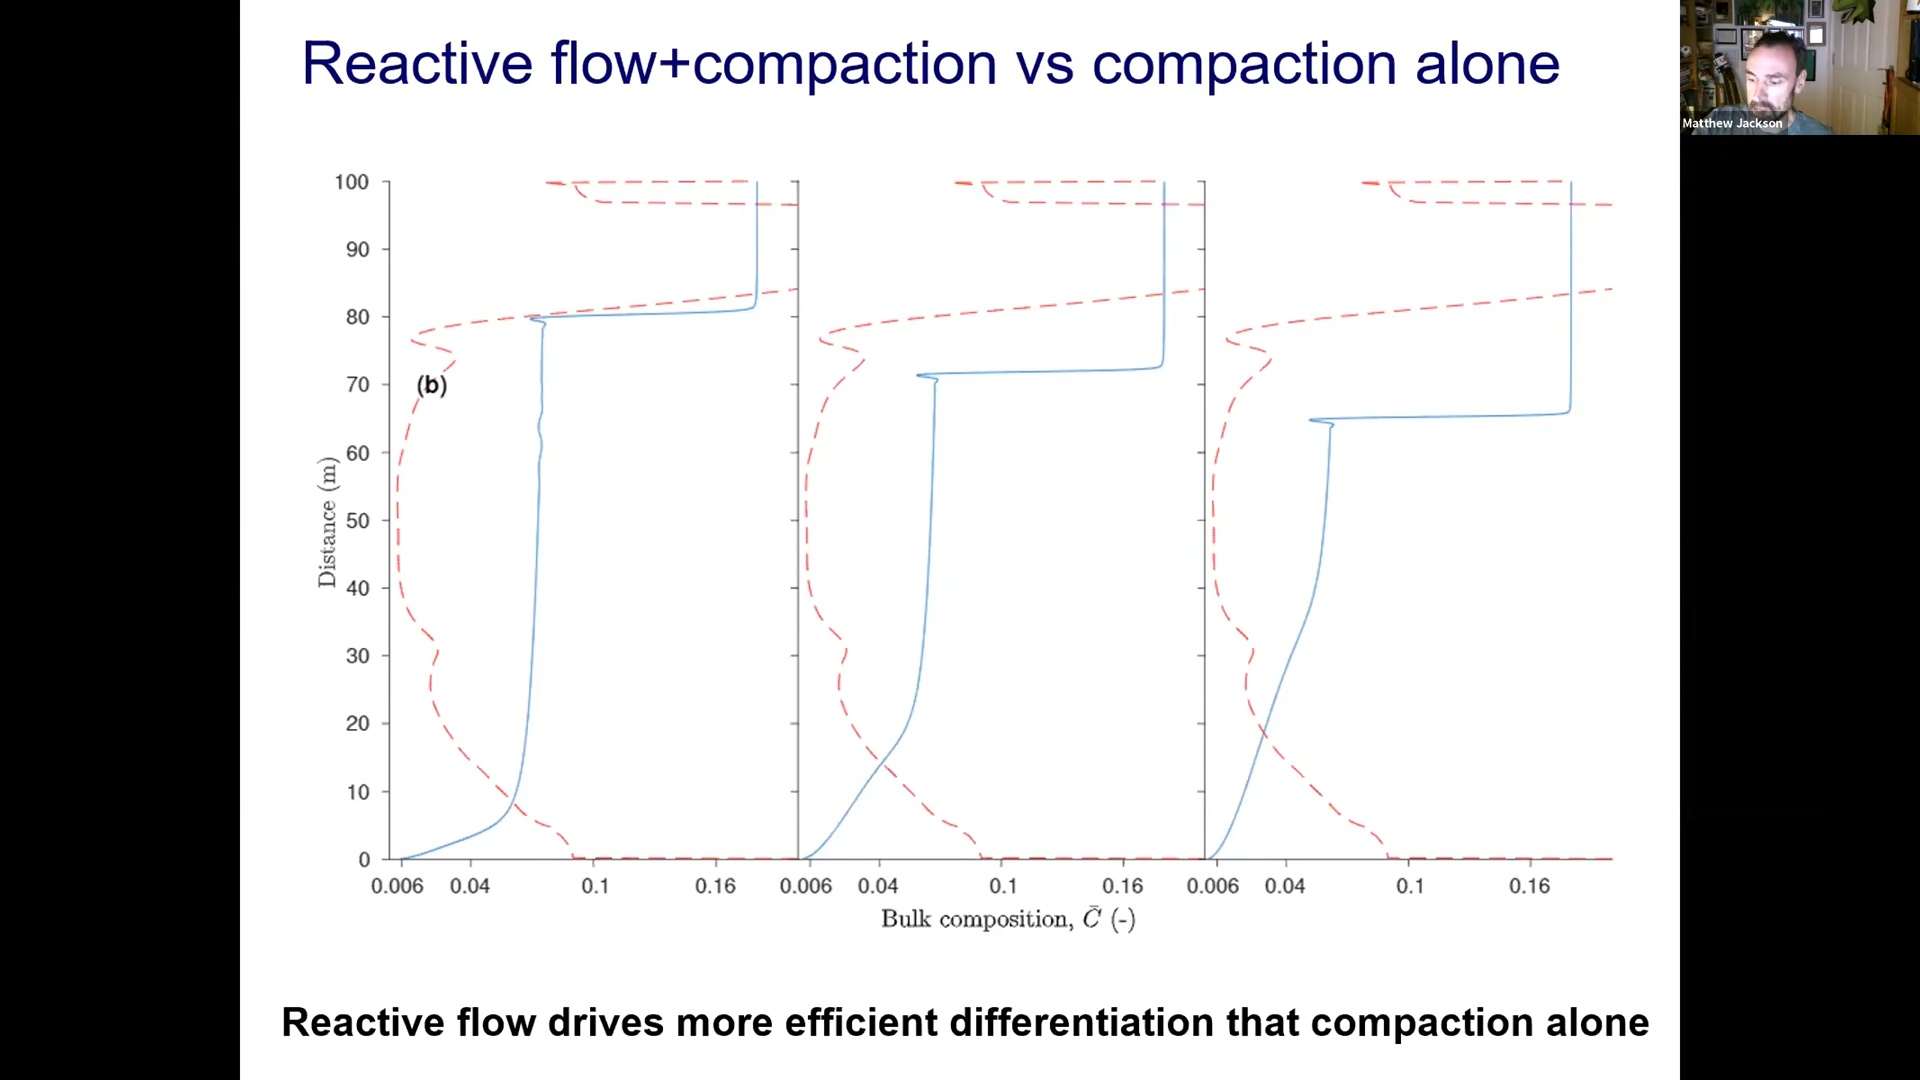 Reactive flow+compaction vs compaction alone
Matthew Jackson
100
90
80
70
60
50
40
30
20
10
0
(b)
Distance (m)
0.006 0.04 0.1 0.16 0.006 0.04 0.1 0.16 0.006 0.04 0.1 0.16
Bulk composition, C̄ (-)
Reactive flow drives more efficient differentiation that compaction alone